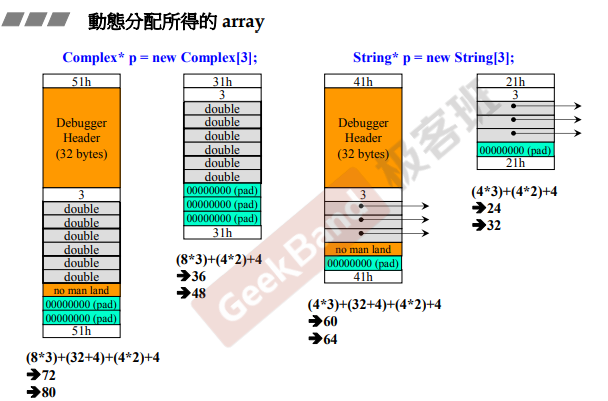 動態分配所得的 array
Complex* p = new Complex[3];
51h
Debugger
Header
(32 bytes)
3
double
double
double
double
double
double
no man land
00000000 (pad)
00000000 (pad)
51h
(8*3)+(32+4)+(4*2)+4
➔72
➔80
31h
3
double
double
double
double
double
double
00000000 (pad)
00000000 (pad)
00000000 (pad)
31h
(8*3)+(4*2)+4
➔36
➔48
String* p = new String[3];
41h
Debugger
Header
(32 bytes)
3
no man land
00000000 (pad)
41h
(4*3)+(32+4)+(4*2)+4
➔60
➔64
21h
3
00000000 (pad)
21h
(4*3)+(4*2)+4
➔24
➔32
GeekBand 极客班